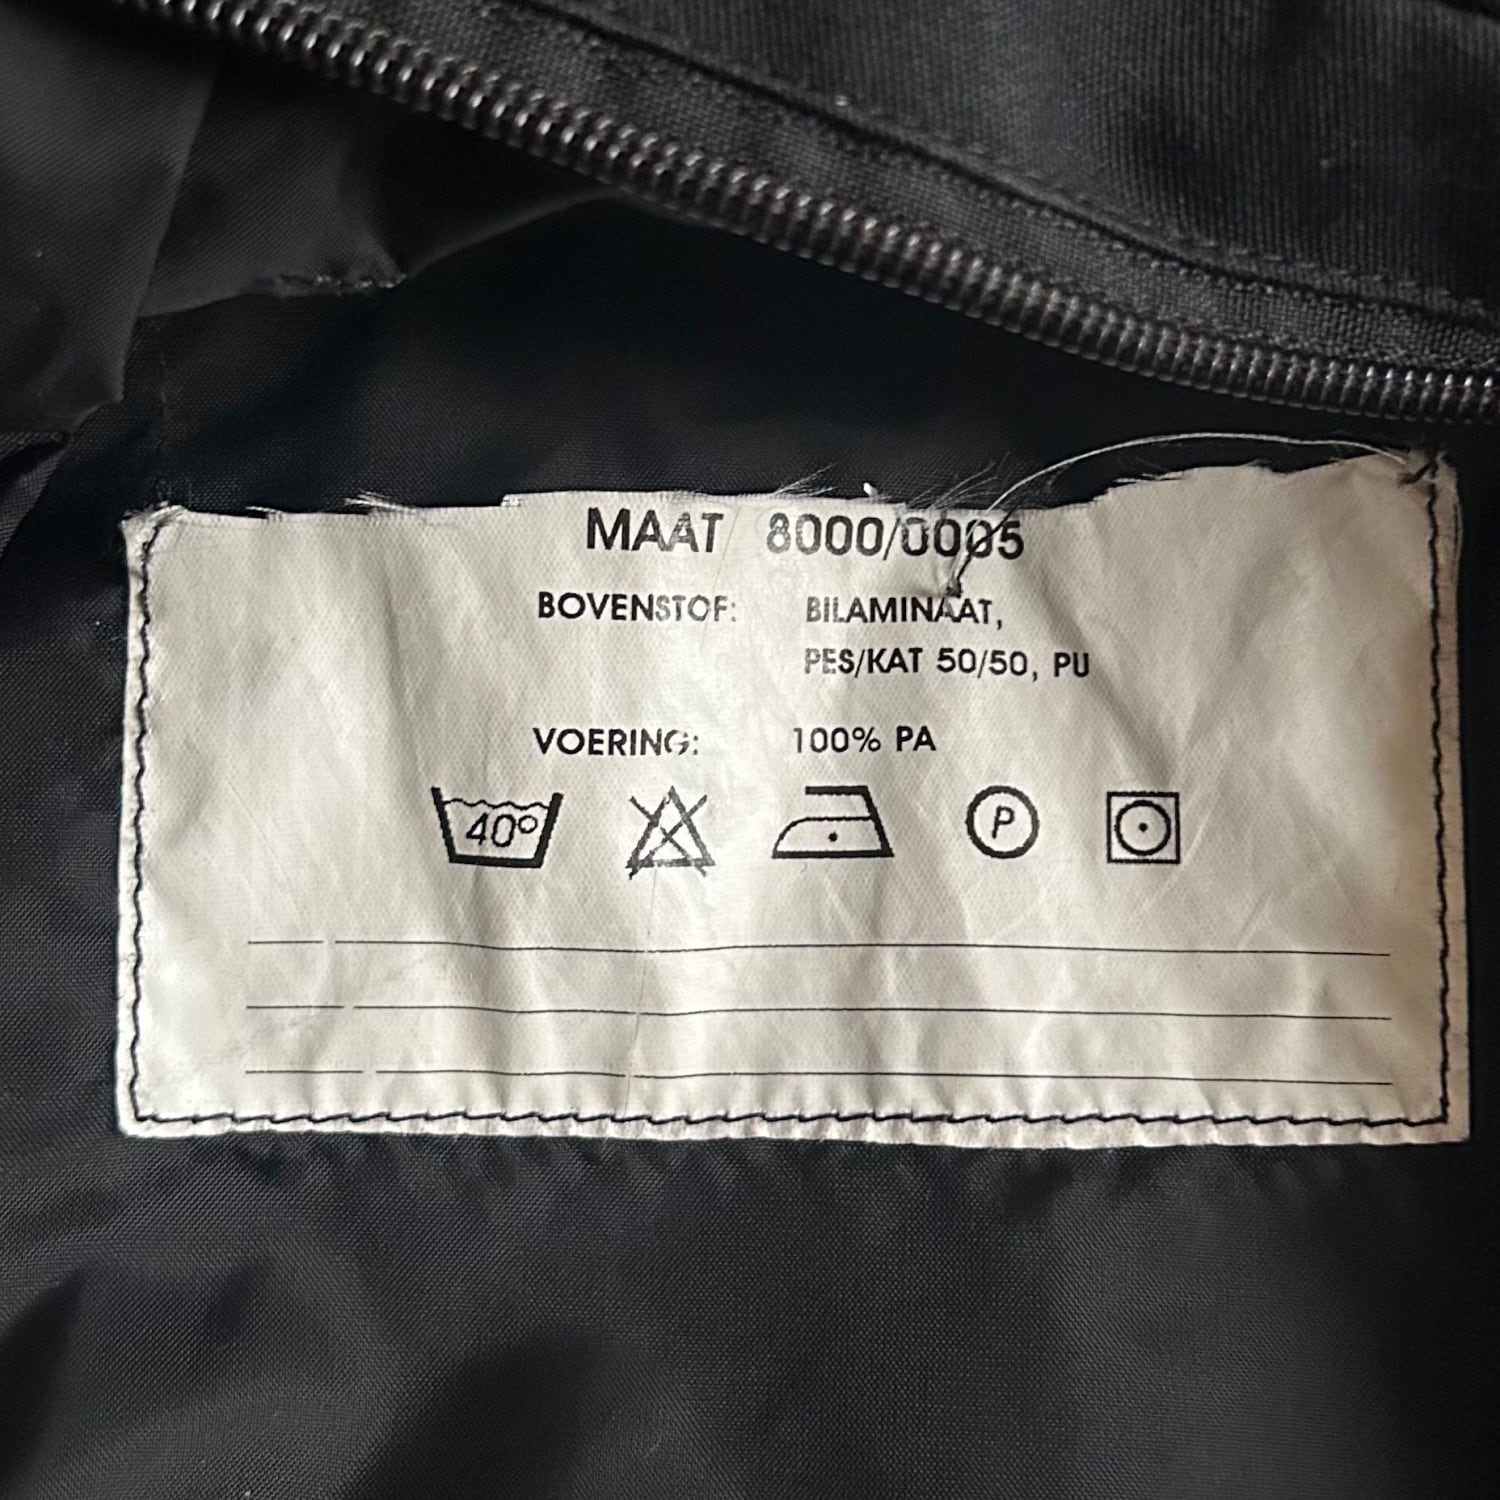 MAAT 8000/0005
BOVENSTOF: BILAMINAAT,
PES/KAT 50/50, PU
VOERING: 100% PA
40° P